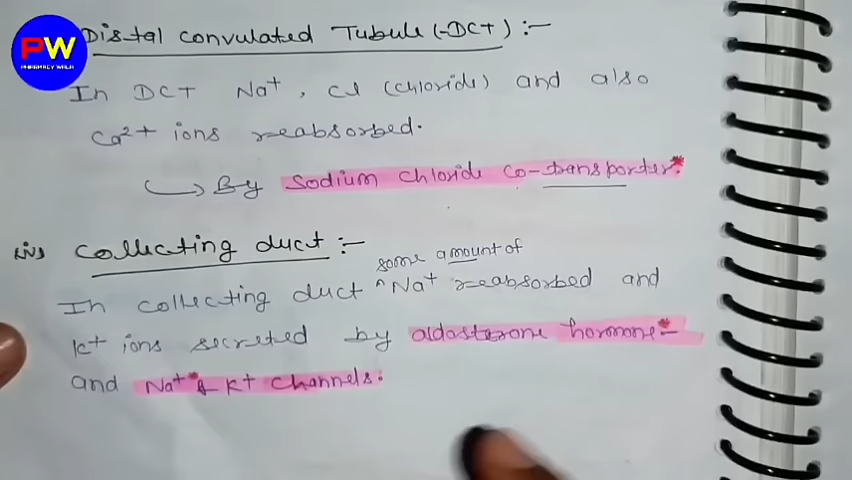 PW
PHARMACY WALA
Distal convulated Tubule (-DCT) :-
In DCT Na+, cl (chloride) and also
Ca2+ ions reabsorbed.
↳ By Sodium chloride co-transporter.*
iv) Collecting duct :-
some amount of
In collecting duct ^ Na+ reabsorbed and
K+ ions secreted by aldosterone hormone*-
and Na+* & K+ channels.